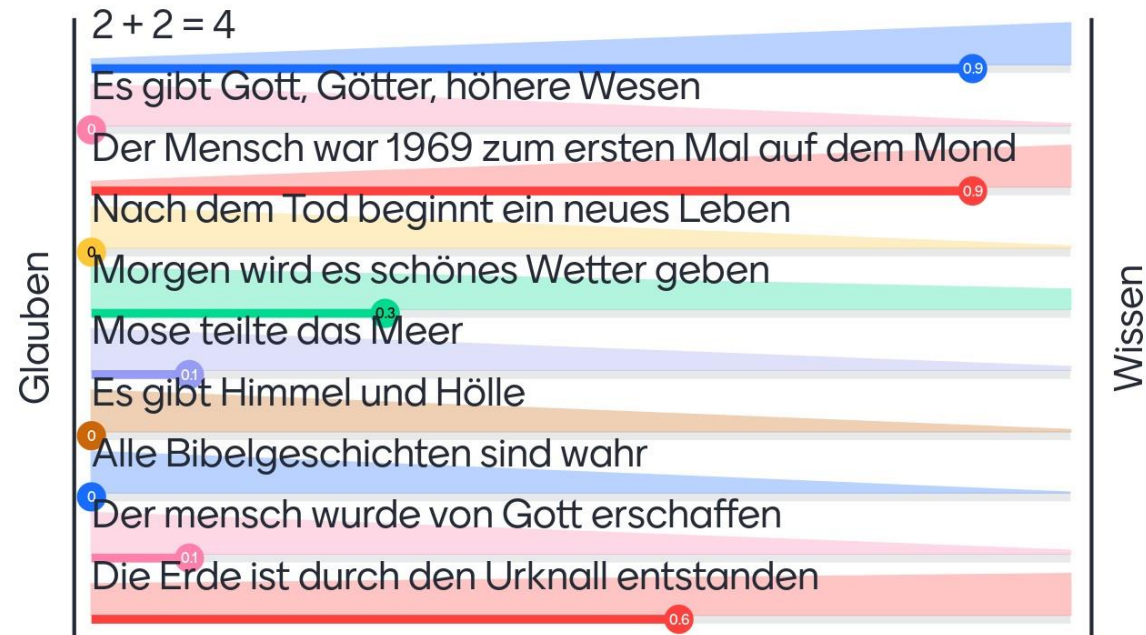 2 + 2 = 4
0.9
Es gibt Gott, Götter, höhere Wesen
0
Der Mensch war 1969 zum ersten Mal auf dem Mond
0.9
Nach dem Tod beginnt ein neues Leben
0
Morgen wird es schönes Wetter geben
0.3
Mose teilte das Meer
0.1
Es gibt Himmel und Hölle
0
Alle Bibelgeschichten sind wahr
0
Der mensch wurde von Gott erschaffen
0.1
Die Erde ist durch den Urknall entstanden
0.6
Glauben
Wissen